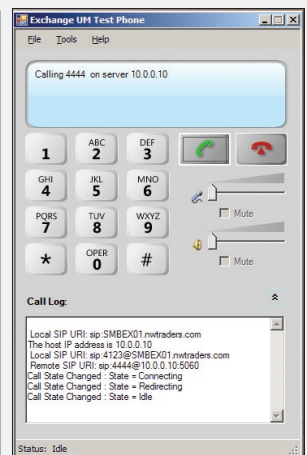 Exchange UM Test Phone
File Tools Help
Calling 4444 on server 10.0.0.10
1
ABC
2
DEF
3
GHI
4
JKL
5
MNO
6
Mute
PQRS
7
TUV
8
WXYZ
9
*
OPER
0
#
Mute
Call Log:
Local SIP URI: sip:SMBEX01.nwtraders.com
The host IP address is 10.0.0.10
Local SIP URI: sip:4123@SMBEX01.nwtraders.com
Remote SIP URI: sip:4444@10.0.0.10:5060
Call State Changed : State = Connecting
Call State Changed : State = Redirecting
Call State Changed : State = Idle
Status: Idle